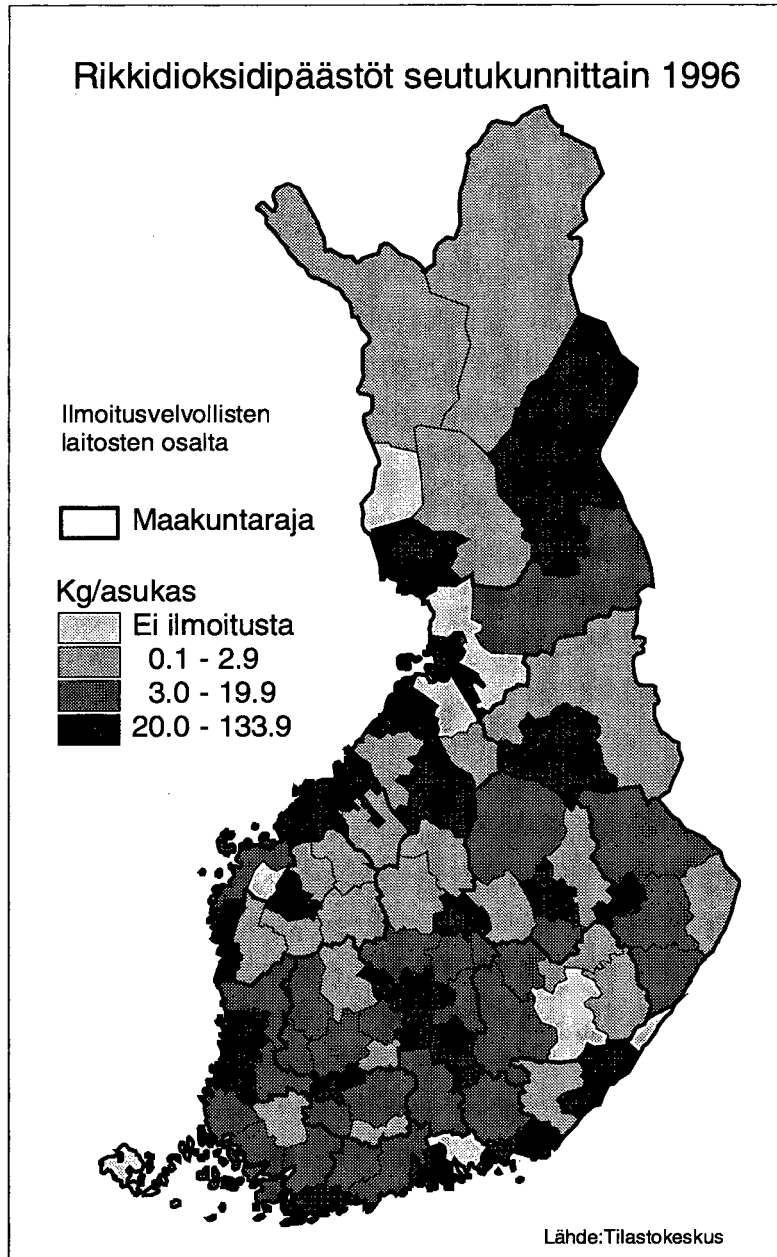 Rikkidioksidipäästöt seutukunnittain 1996
Ilmoitusvelvollisten
laitosten osalta
Maakuntaraja
Kg/asukas
Ei ilmoitusta
0.1 - 2.9
3.0 - 19.9
20.0 - 133.9
Lähde:Tilastokeskus